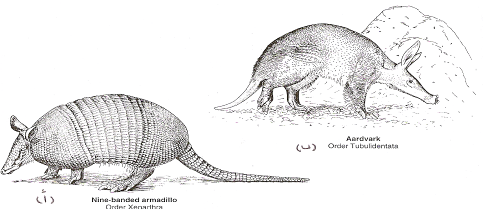 Aardvark
(ب) Order Tubulidentata
(أ) Nine-banded armadillo
Order Xenarthra